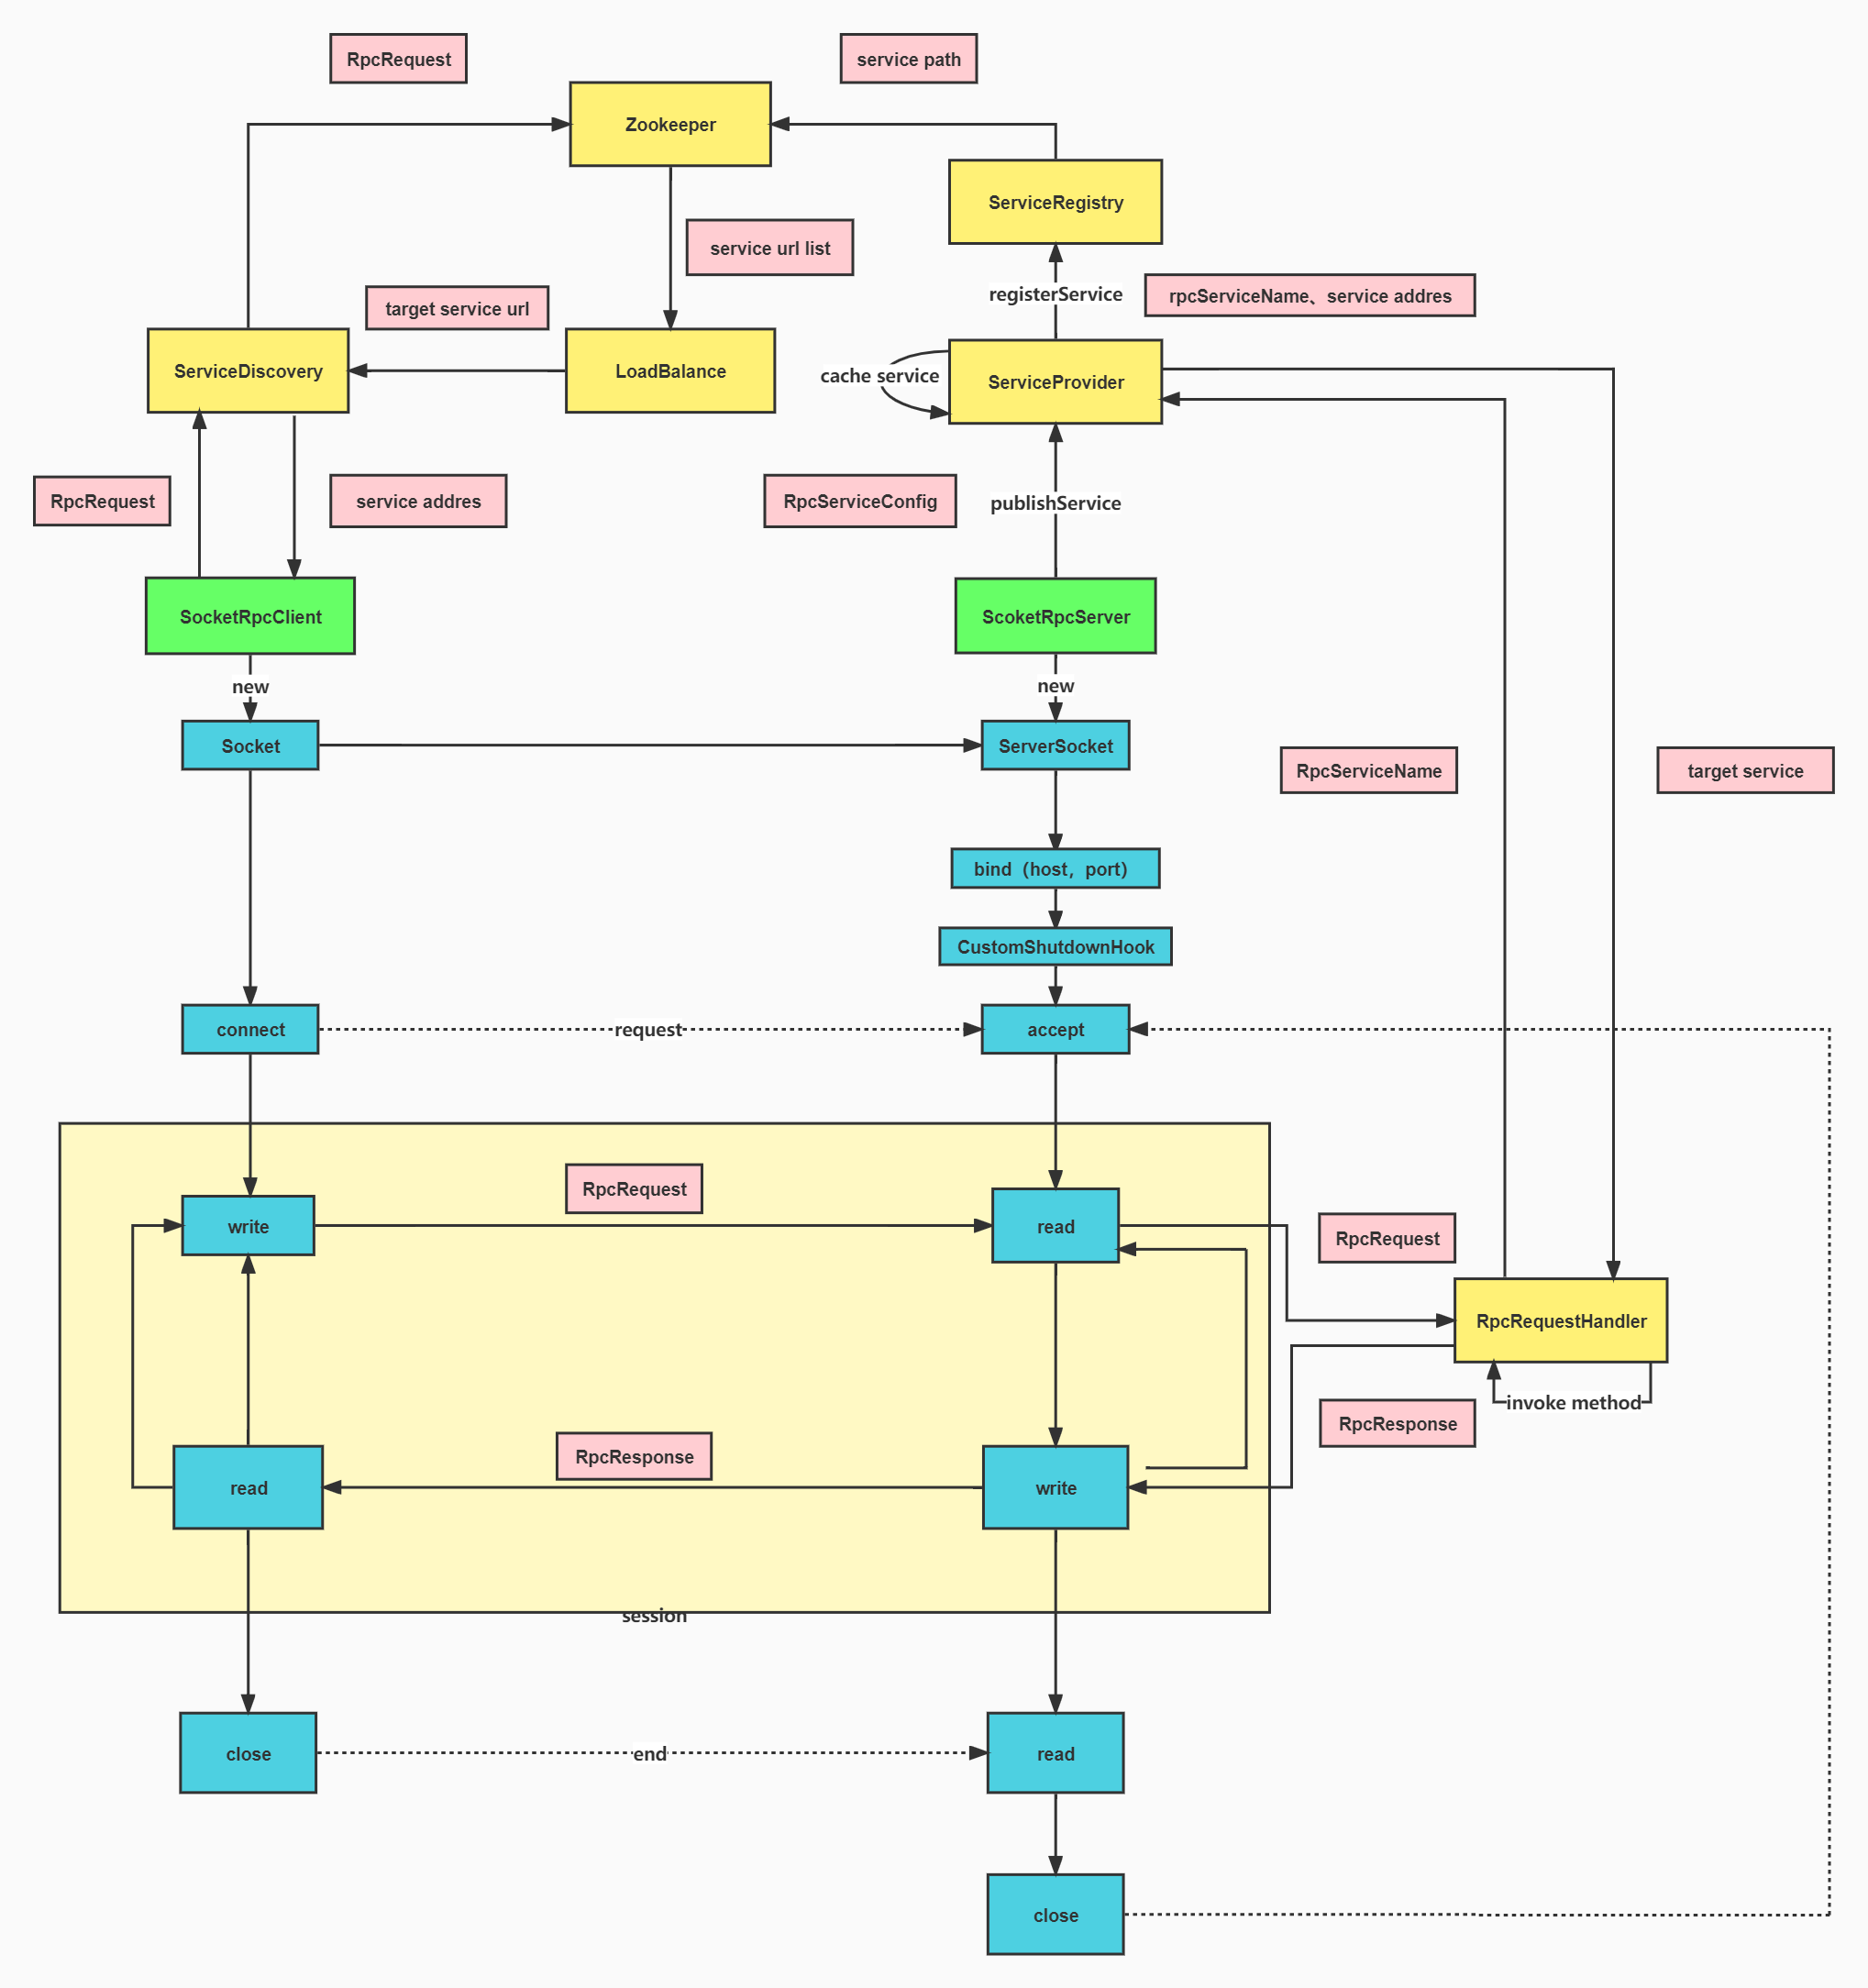 RpcRequest
service path
Zookeeper
ServiceRegistry
service url list
registerService
rpcServiceName、service addres
target service url
ServiceDiscovery
LoadBalance
cache service
ServiceProvider
RpcRequest
service addres
RpcServiceConfig
publishService
SocketRpcClient
ScoketRpcServer
new
new
Socket
ServerSocket
RpcServiceName
target service
bind（host，port）
CustomShutdownHook
connect
request
accept
RpcRequest
write
read
RpcRequest
RpcRequestHandler
invoke method
RpcResponse
RpcResponse
read
write
session
close
end
read
close